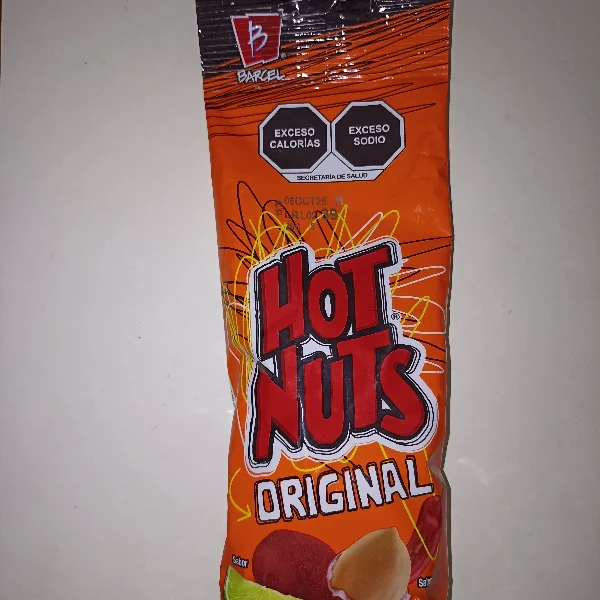 B
BARCEL
EXCESO
CALORÍAS
EXCESO
SODIO
SECRETARÍA DE SALUD
HOT
NUTS
®
ORIGINAL
Sabor